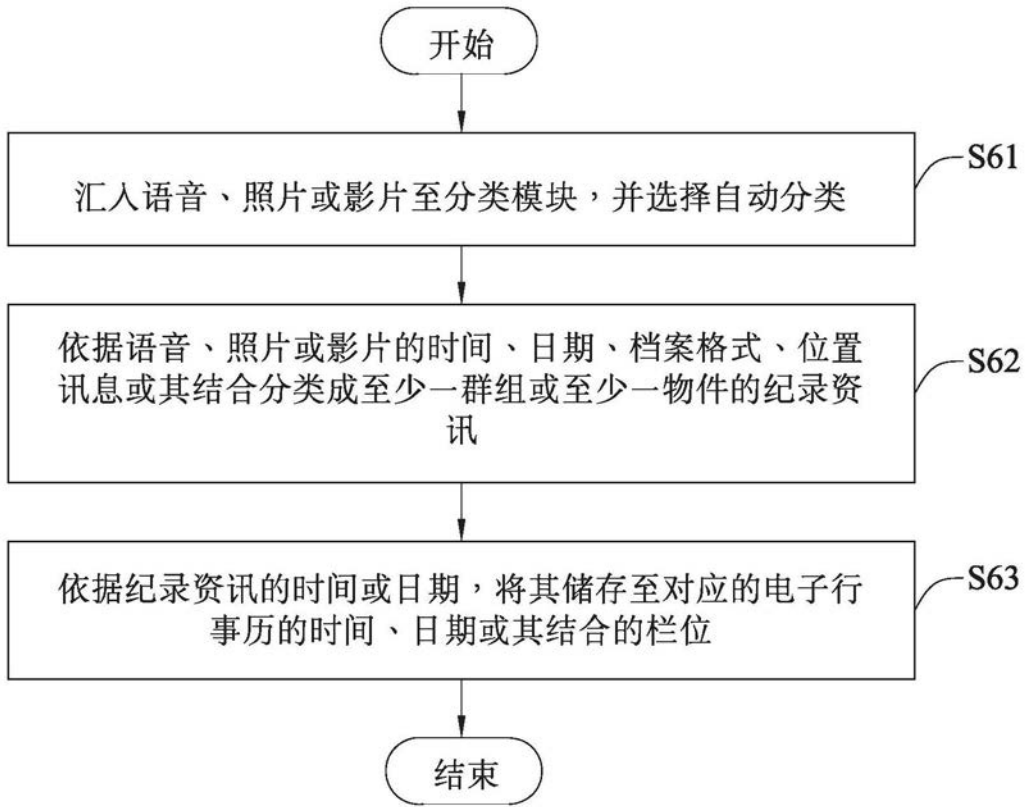 开始
汇入语音、照片或影片至分类模块，并选择自动分类
S61
依据语音、照片或影片的时间、日期、档案格式、位置
讯息或其结合分类成至少一群组或至少一物件的纪录资
讯
S62
依据纪录资讯的时间或日期，将其储存至对应的电子行
事历的时间、日期或其结合的栏位
S63
结束